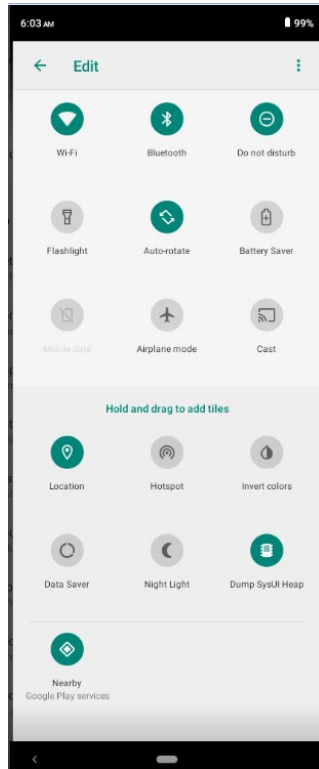 6:03 AM 99%
Edit
Wi-Fi Bluetooth Do not disturb
Flashlight Auto-rotate Battery Saver
Mobile data Airplane mode Cast
Hold and drag to add tiles
Location Hotspot Invert colors
Data Saver Night Light Dump SysUI Heap
Nearby
Google Play services